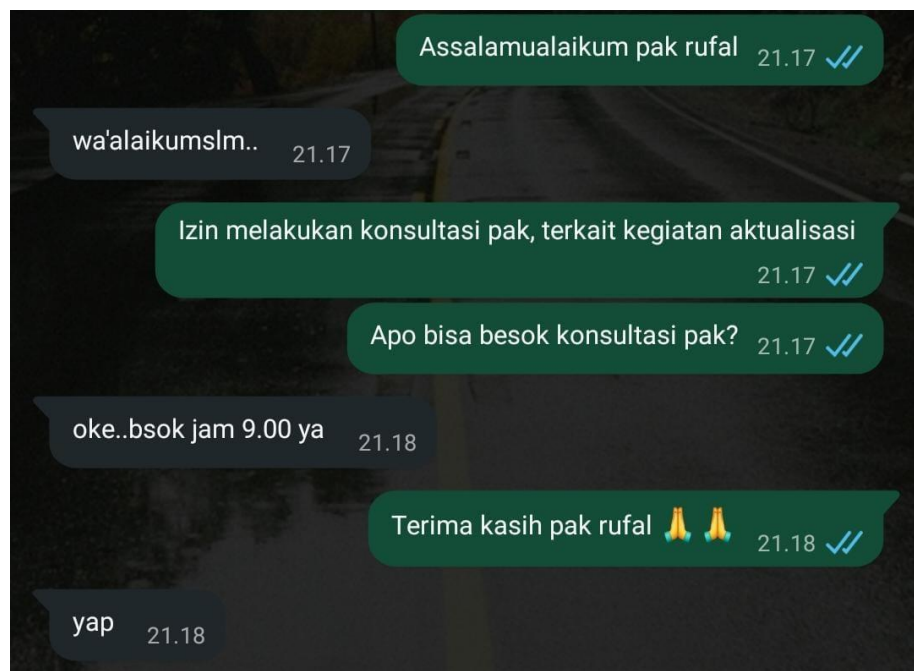 Assalamualaikum pak rufal 21.17
wa'alaikumslm.. 21.17
Izin melakukan konsultasi pak, terkait kegiatan aktualisasi
21.17
Apo bisa besok konsultasi pak? 21.17
oke..bsok jam 9.00 ya 21.18
Terima kasih pak rufal 🙏 🙏 21.18
yap 21.18